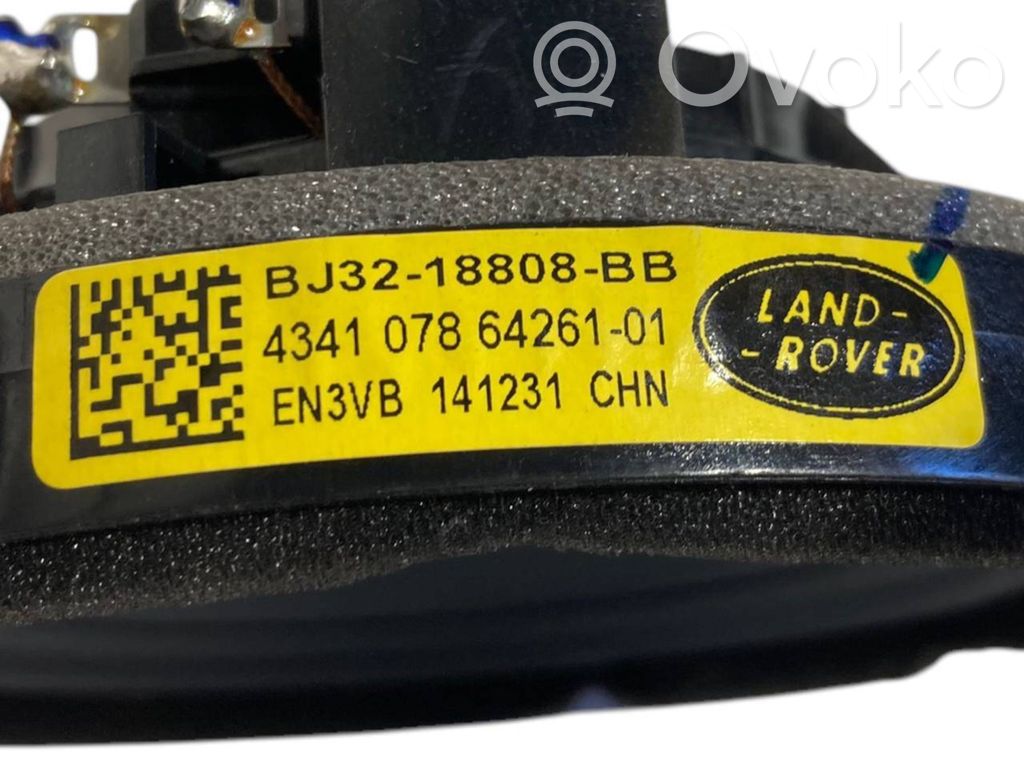 Ovoko
BJ32-18808-BB
4341 078 64261-01
EN3VB 141231 CHN
LAND-
-ROVER